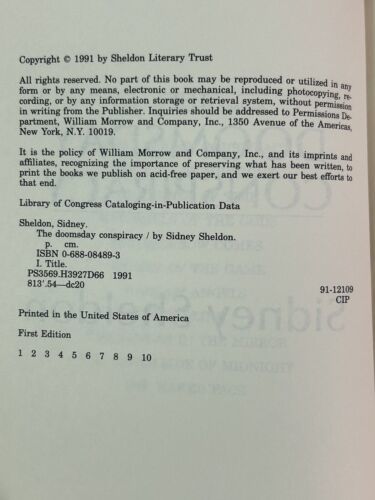 Copyright © 1991 by Sheldon Literary Trust
All rights reserved. No part of this book may be reproduced or utilized in any
form or by any means, electronic or mechanical, including photocopying, re-
cording, or by any information storage or retrieval system, without permission
in writing from the Publisher. Inquiries should be addressed to Permissions De-
partment, William Morrow and Company, Inc., 1350 Avenue of the Americas,
New York, N.Y. 10019.
It is the policy of William Morrow and Company, Inc., and its imprints and
affiliates, recognizing the importance of preserving what has been written, to
print the books we publish on acid-free paper, and we exert our best efforts to
that end.
Library of Congress Cataloging-in-Publication Data
Sheldon, Sidney.
The doomsday conspiracy / by Sidney Sheldon.
p. cm.
ISBN 0-688-08489-3
I. Title.
PS3569.H3927D66 1991
813'.54—dc20 91-12109
CIP
Printed in the United States of America
First Edition
1 2 3 4 5 6 7 8 9 10